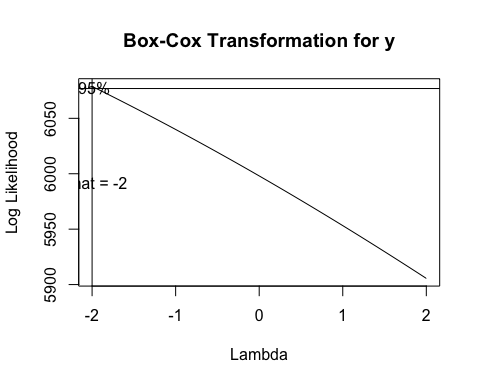 Box-Cox Transformation for y
95%
6050
6000
hat = -2
5950
5900
Log Likelihood
-2
-1
0
1
2
Lambda